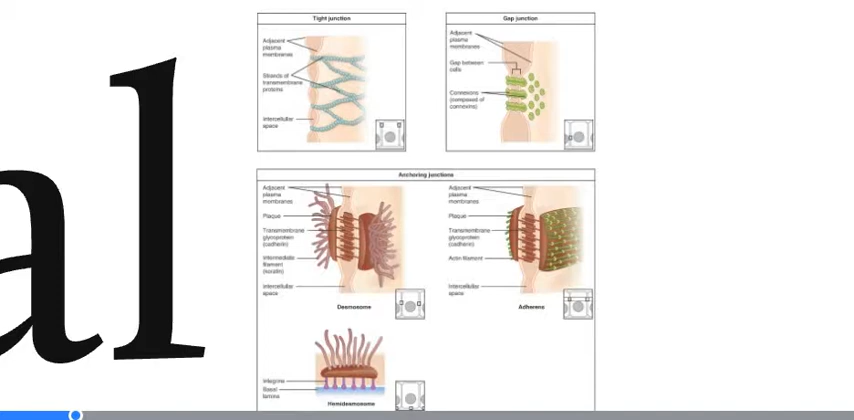 al
Tight junction
Adjacent
plasma
membranes
Strands of
transmembrane
proteins
Intercellular
space
Gap junction
Adjacent
plasma
membranes
Gap between
cells
Connexons
(composed of
connexins)
Anchoring junctions
Adjacent
plasma
membranes
Plaque
Transmembrane
glycoprotein
(cadherin)
Intermediate
filament
(keratin)
Intercellular
space
Desmosome
Adjacent
plasma
membranes
Plaque
Transmembrane
glycoprotein
(cadherin)
Actin filament
Intercellular
space
Adherens
Integrins
Basal
lamina
Hemidesmosome